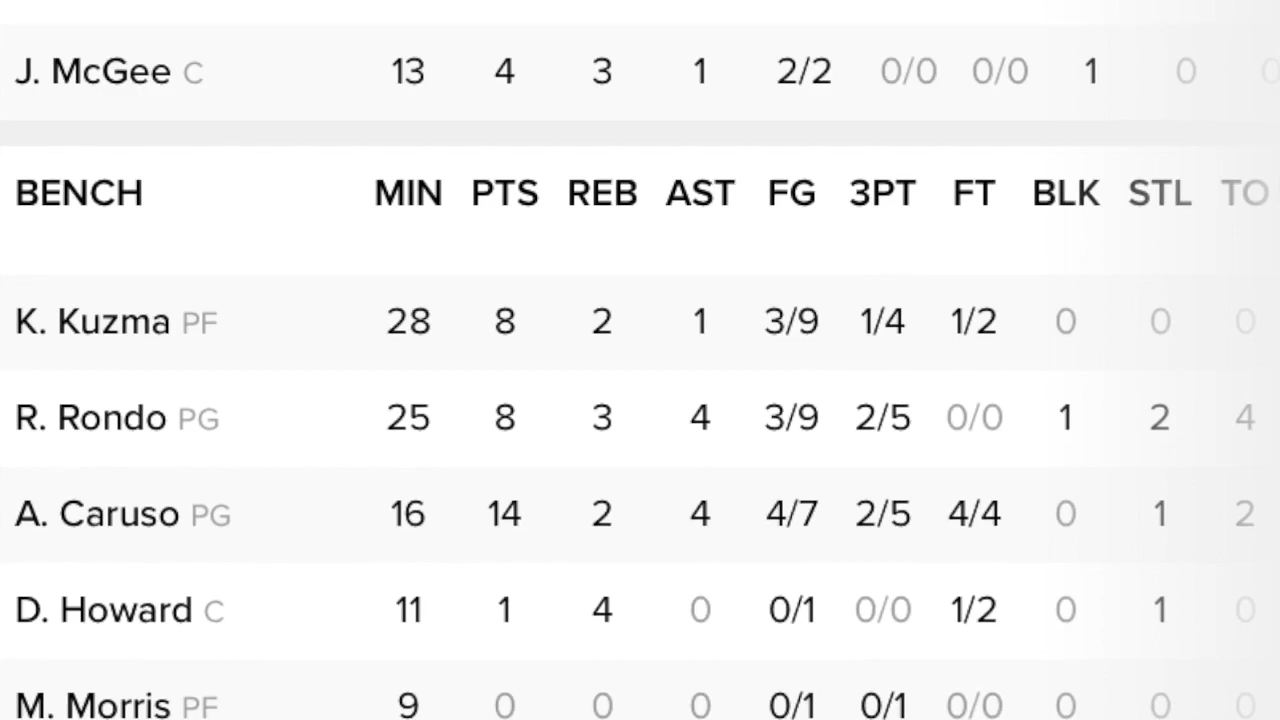 J. McGee C 13 4 3 1 2/2 0/0 0/0 1 0 0
BENCH MIN PTS REB AST FG 3PT FT BLK STL TO
K. Kuzma PF 28 8 2 1 3/9 1/4 1/2 0 0 0
R. Rondo PG 25 8 3 4 3/9 2/5 0/0 1 2 4
A. Caruso PG 16 14 2 4 4/7 2/5 4/4 0 1 2
D. Howard C 11 1 4 0 0/1 0/0 1/2 0 1 0
M. Morris PF 9 0 0 0 0/1 0/1 0/0 0 0 0